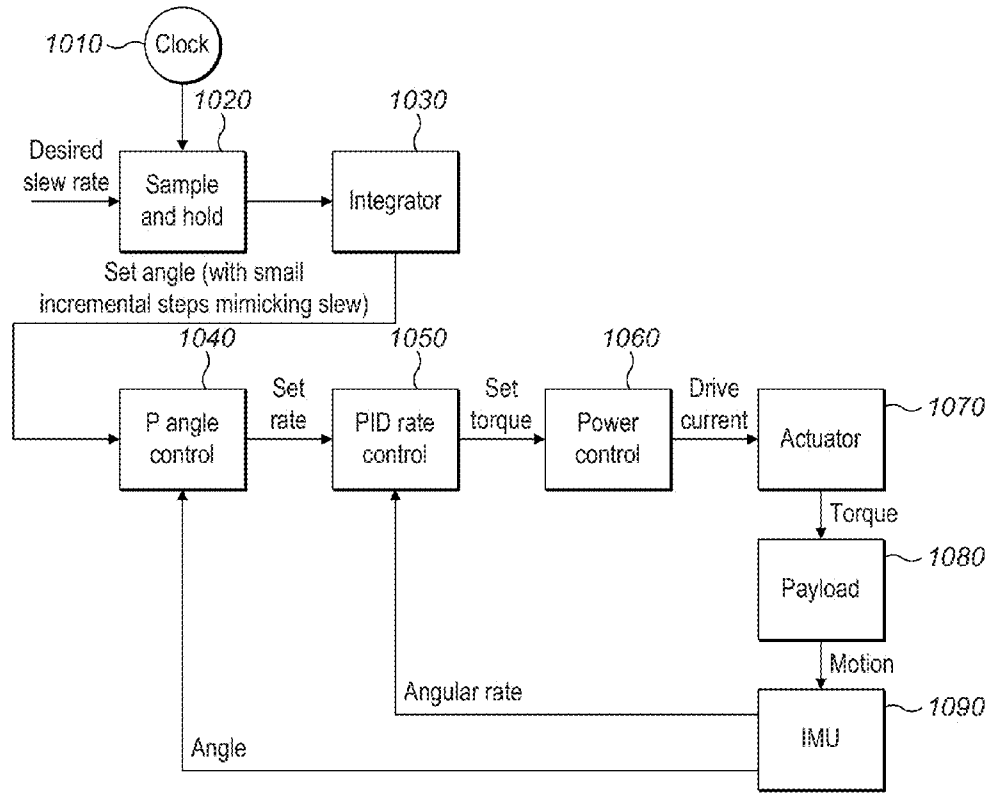 1010
Clock
1020
1030
Desired
slew rate
Sample
and hold
Integrator
Set angle (with small
incremental steps mimicking slew)
1040
1050
1060
1070
P angle
control
Set
rate
PID rate
control
Set
torque
Power
control
Drive
current
Actuator
Torque
1080
Payload
Motion
1090
Angular rate
IMU
Angle